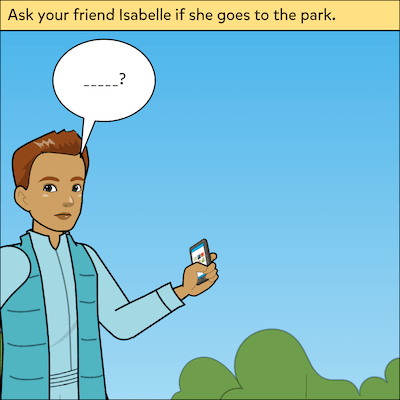 Ask your friend Isabelle if she goes to the park.
_____?